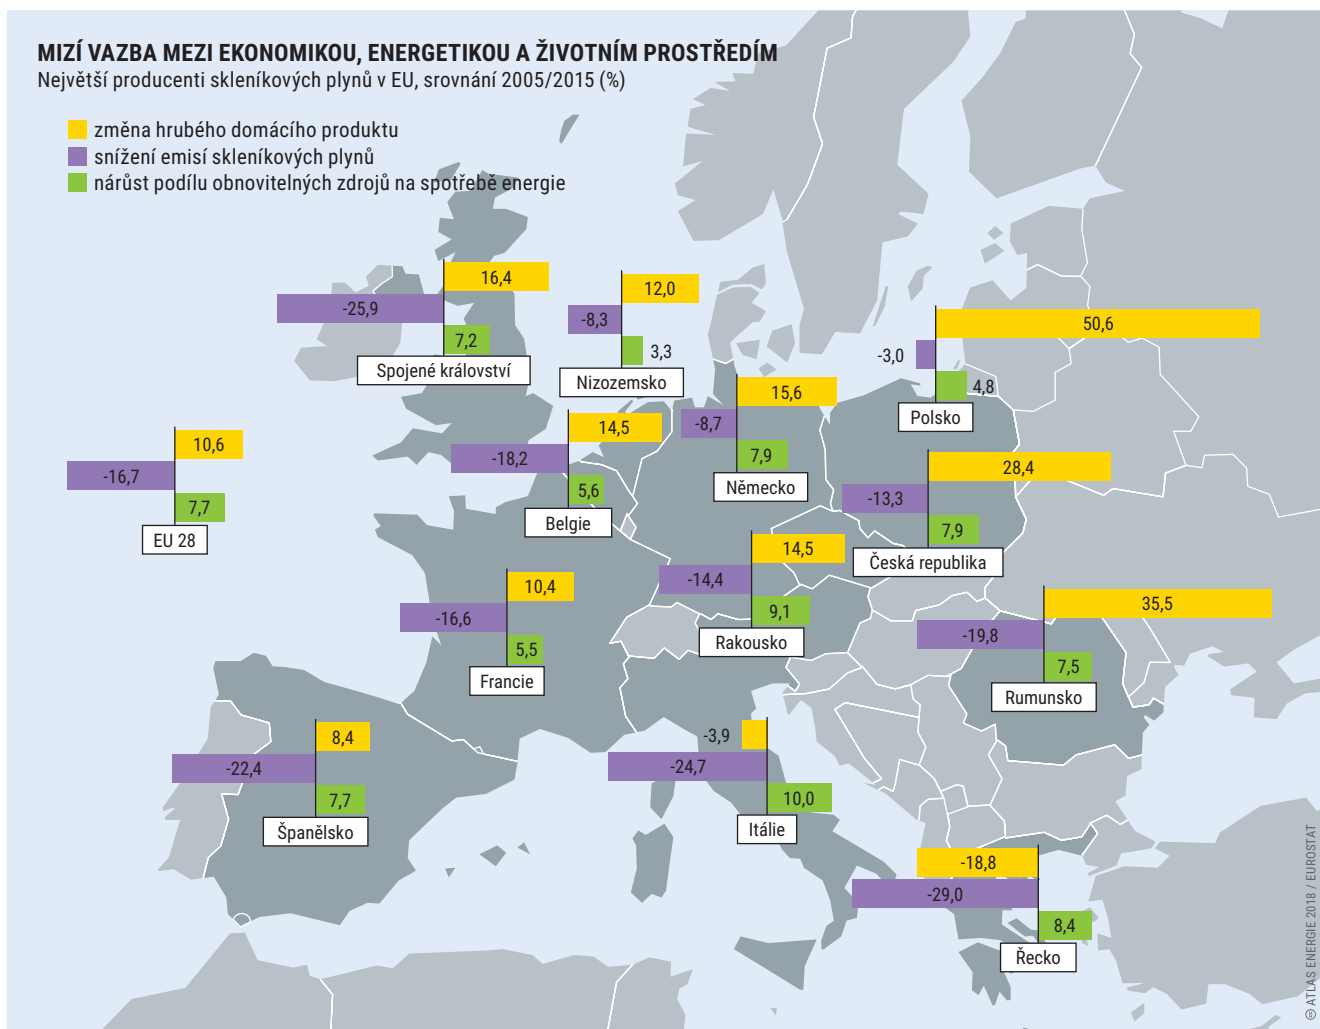 MIZÍ VAZBA MEZI EKONOMIKOU, ENERGETIKOU A ŽIVOTNÍM PROSTŘEDÍM
Největší producenti skleníkových plynů v EU, srovnání 2005/2015 (%)
změna hrubého domácího produktu
snížení emisí skleníkových plynů
nárůst podílu obnovitelných zdrojů na spotřebě energie
16,4
-25,9
7,2
Spojené království
12,0
-8,3
3,3
Nizozemsko
50,6
-3,0
4,8
Polsko
15,6
-8,7
7,9
Německo
14,5
-18,2
5,6
Belgie
10,6
-16,7
7,7
EU 28
28,4
-13,3
7,9
Česká republika
14,5
-14,4
9,1
Rakousko
10,4
-16,6
5,5
Francie
35,5
-19,8
7,5
Rumunsko
8,4
-22,4
7,7
Španělsko
-3,9
-24,7
10,0
Itálie
-18,8
-29,0
8,4
Řecko
🅭 ATLAS ENERGIE 2018 / EUROSTAT